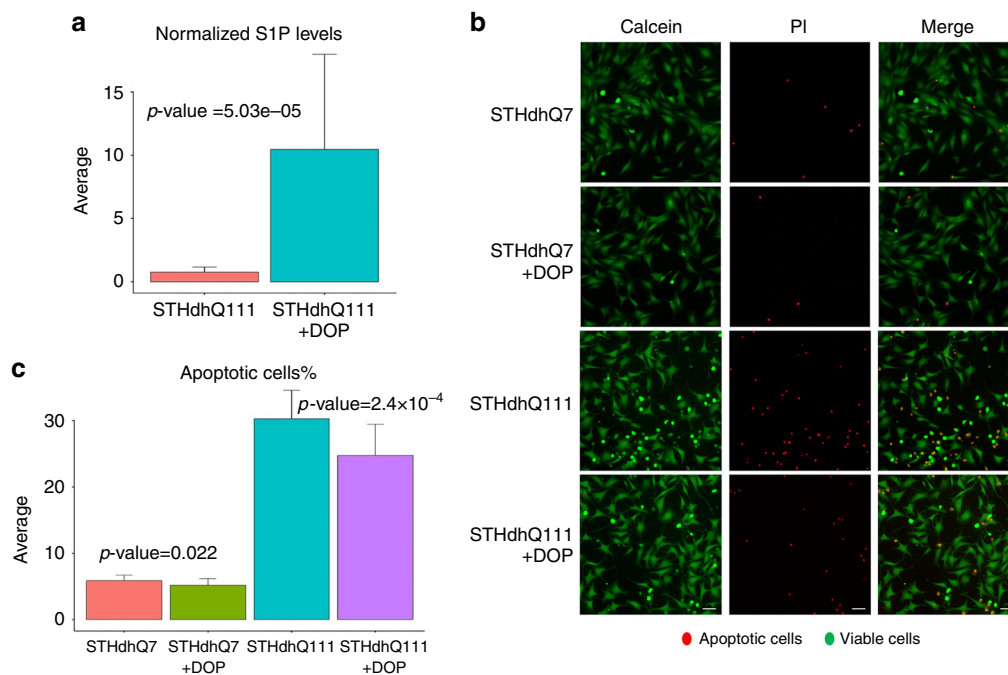 a
Normalized S1P levels
15
10
5
0
Average
p-value =5.03e–05
STHdhQ111
STHdhQ111
+DOP
b
Calcein
PI
Merge
STHdhQ7
STHdhQ7
+DOP
STHdhQ111
STHdhQ111
+DOP
Apoptotic cells
Viable cells
c
Apoptotic cells%
30
20
10
0
Average
p-value=0.022
p-value=2.4×10⁻⁴
STHdhQ7
STHdhQ7
+DOP
STHdhQ111
STHdhQ111
+DOP